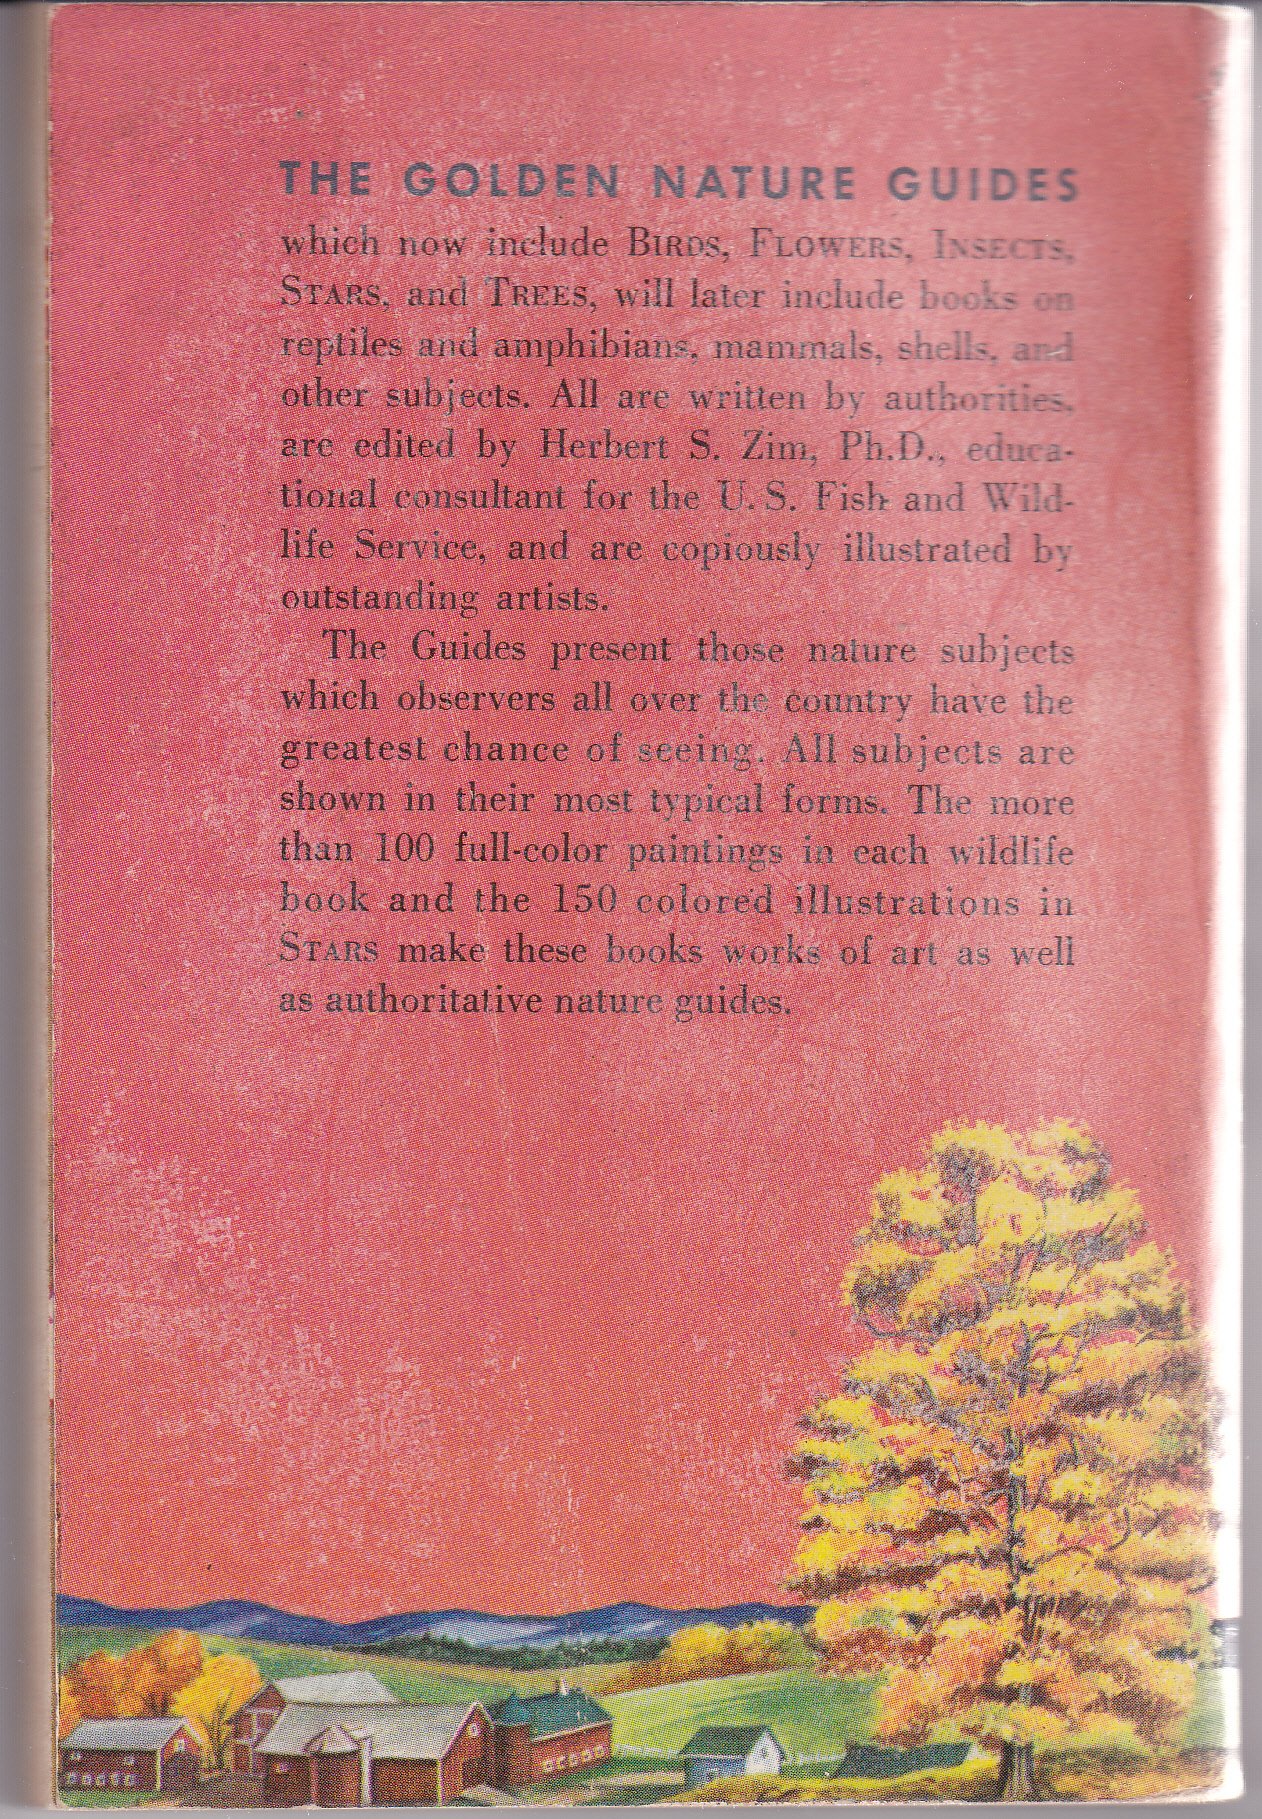 THE GOLDEN NATURE GUIDES
which now include BIRDS, FLOWERS, INSECTS,
STARS, and TREES, will later include books on
reptiles and amphibians, mammals, shells, and
other subjects. All are written by authorities,
are edited by Herbert S. Zim, Ph.D., educa-
tional consultant for the U. S. Fish and Wild-
life Service, and are copiously illustrated by
outstanding artists.
The Guides present those nature subjects
which observers all over the country have the
greatest chance of seeing. All subjects are
shown in their most typical forms. The more
than 100 full-color paintings in each wildlife
book and the 150 colored illustrations in
STARS make these books works of art as well
as authoritative nature guides.